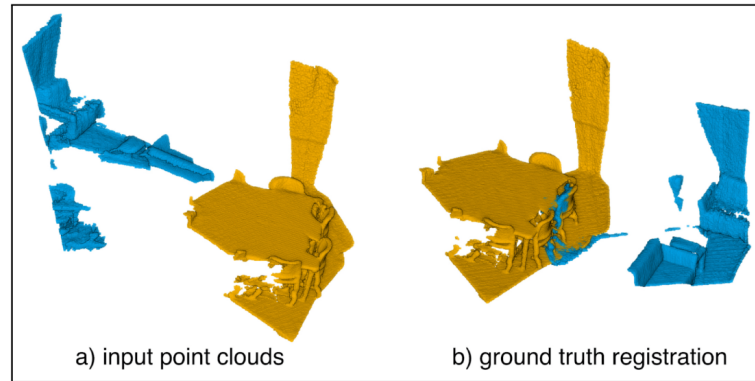 a) input point clouds
b) ground truth registration